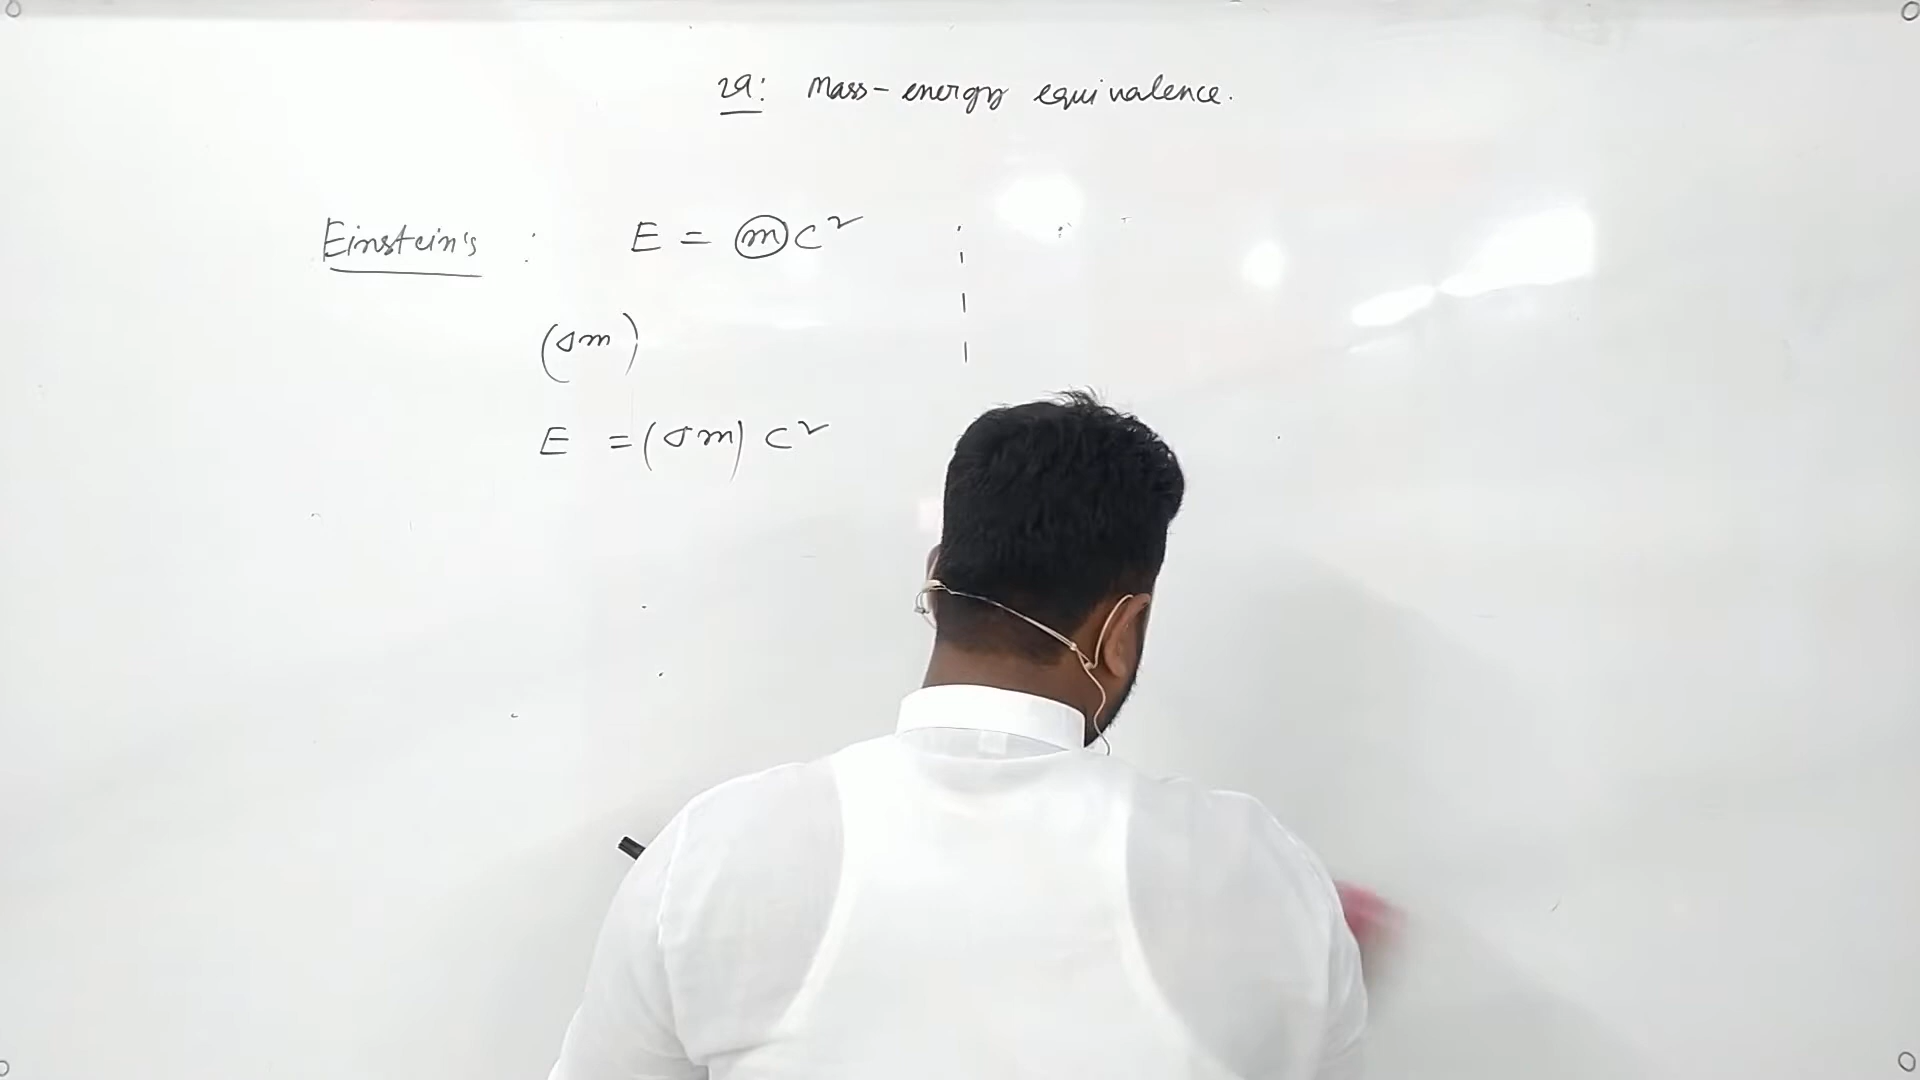 29: Mass-energy equivalence.
Einstein's : E = mc²
(Δm)
E = (Δm) c²